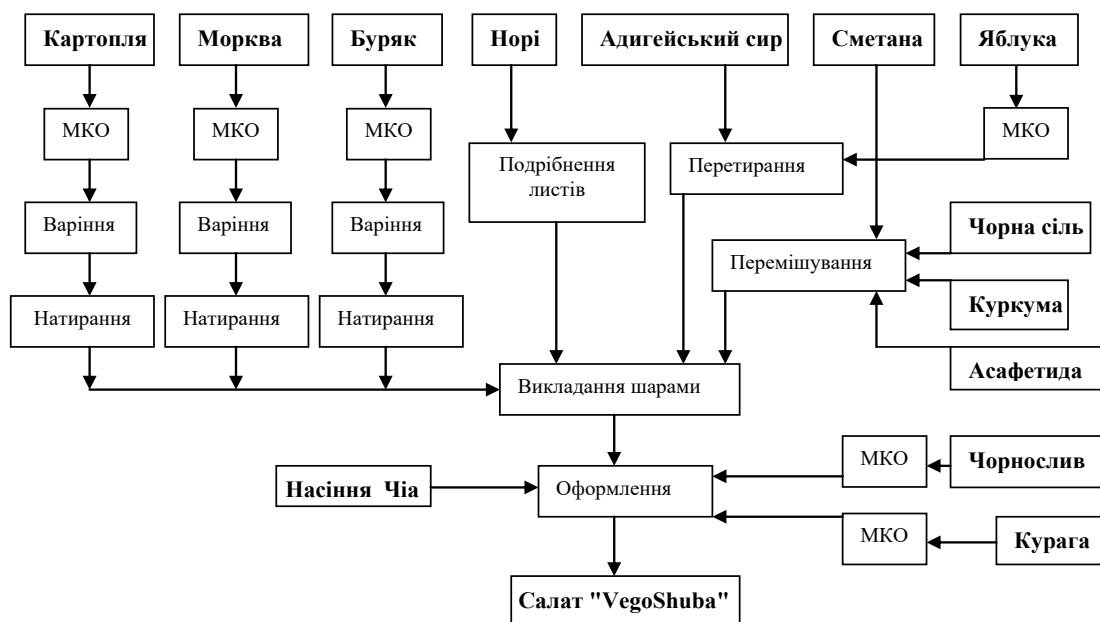 Картопля
Морква
Буряк
Норі
Адигейський сир
Сметана
Яблука
МКО
МКО
МКО
МКО
Подрібнення
листів
Перетирання
Варіння
Варіння
Варіння
Чорна сіль
Перемішування
Куркума
Натирання
Натирання
Натирання
Асафетида
Викладання шарами
МКО
Чорнослив
Насіння Чіа
Оформлення
МКО
Курага
Салат "VegoShuba"